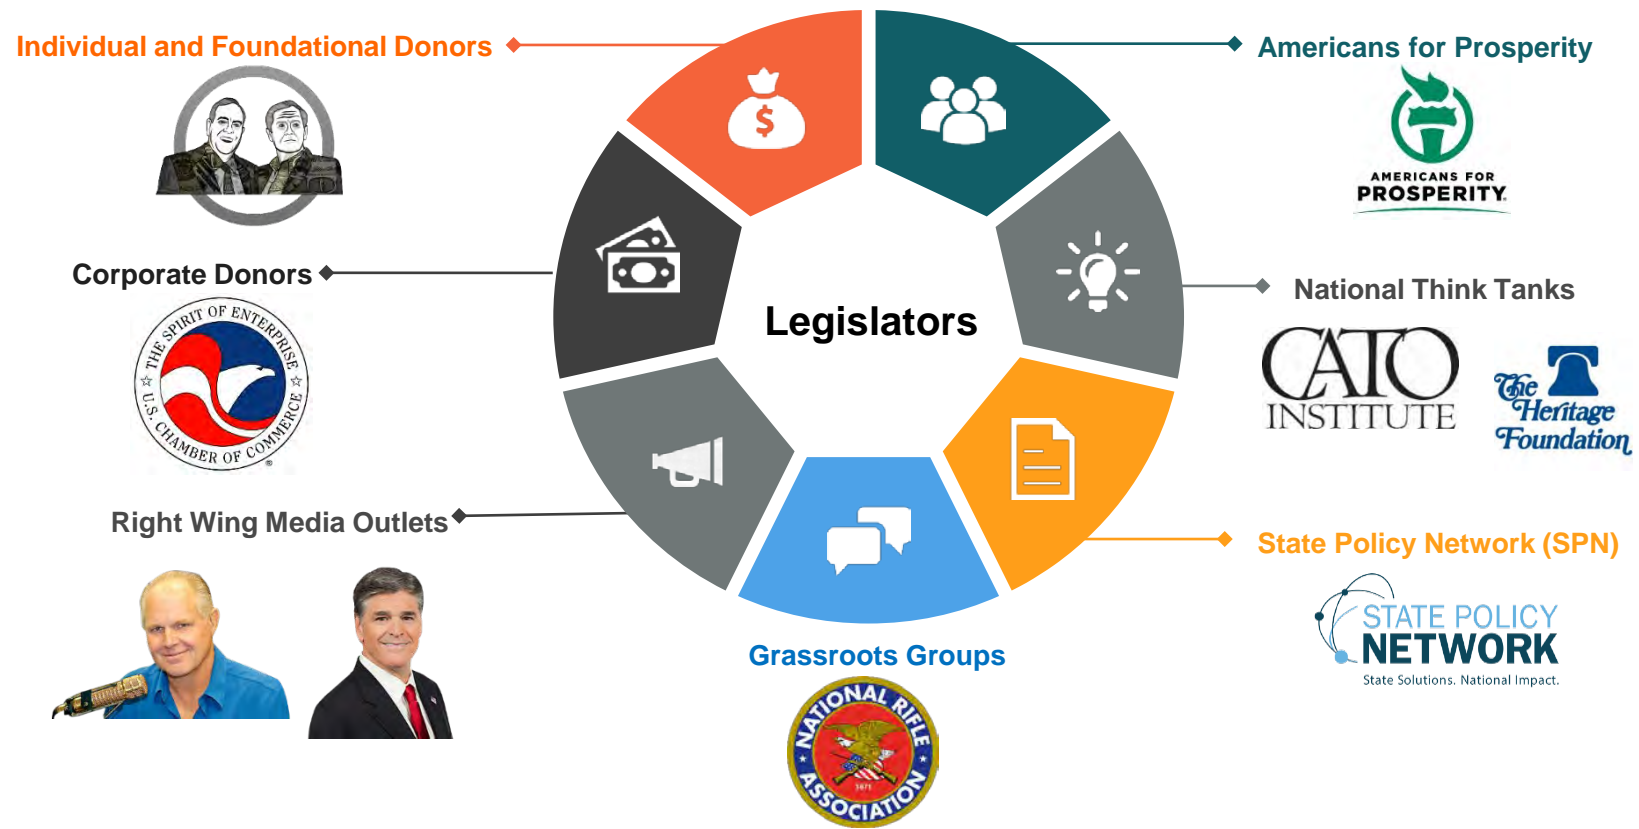 Individual and Foundational Donors
Americans for Prosperity
AMERICANS FOR
PROSPERITY
Corporate Donors
THE SPIRIT OF ENTERPRISE
U.S. CHAMBER OF COMMERCE
®
$
Legislators
National Think Tanks
CATO
INSTITUTE
The
Heritage
Foundation
Right Wing Media Outlets
State Policy Network (SPN)
STATE POLICY
NETWORK
State Solutions. National Impact.
Grassroots Groups
NATIONAL RIFLE
ASSOCIATION
1871